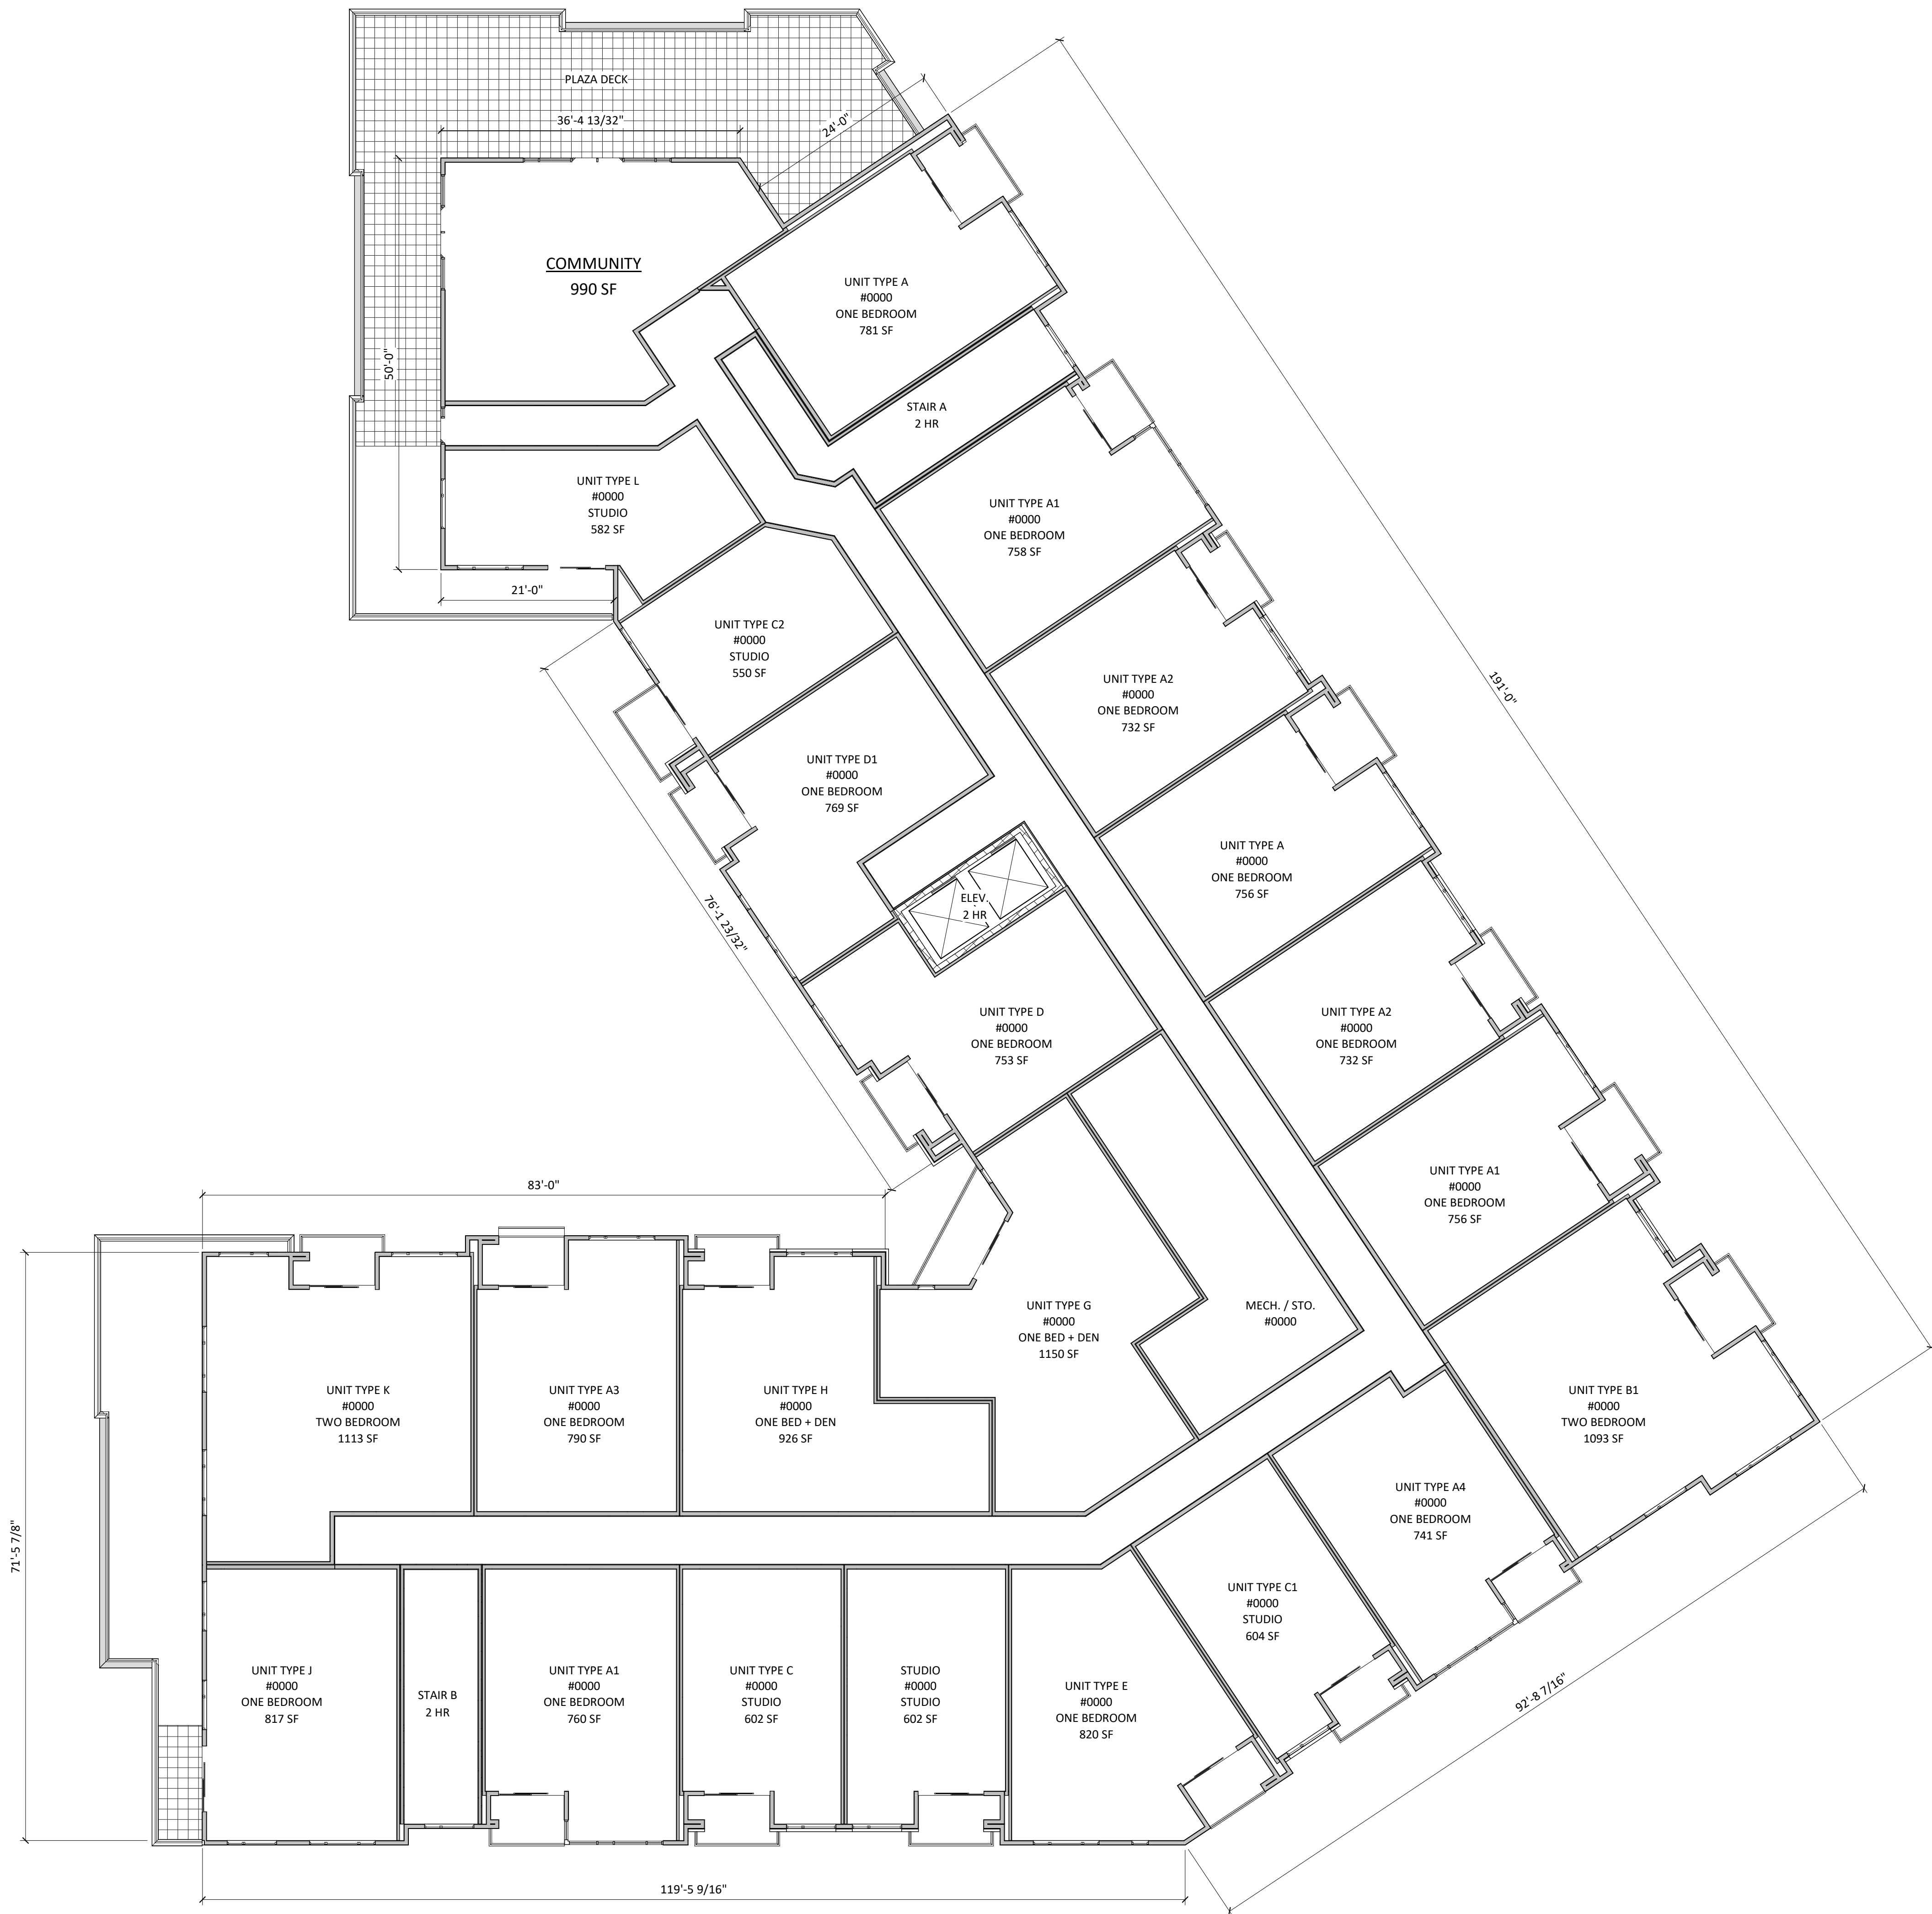 PLAZA DECK
36'-4 13/32"
24'-0"
COMMUNITY
990 SF
50'-0"
UNIT TYPE A
#0000
ONE BEDROOM
781 SF
STAIR A
2 HR
UNIT TYPE L
#0000
STUDIO
582 SF
21'-0"
UNIT TYPE A1
#0000
ONE BEDROOM
758 SF
UNIT TYPE C2
#0000
STUDIO
550 SF
UNIT TYPE A2
#0000
ONE BEDROOM
732 SF
191'-0"
UNIT TYPE D1
#0000
ONE BEDROOM
769 SF
UNIT TYPE A
#0000
ONE BEDROOM
756 SF
ELEV.
2 HR
76'-1 23/32"
UNIT TYPE D
#0000
ONE BEDROOM
753 SF
UNIT TYPE A2
#0000
ONE BEDROOM
732 SF
UNIT TYPE A1
#0000
ONE BEDROOM
756 SF
83'-0"
UNIT TYPE G
#0000
ONE BED + DEN
1150 SF
MECH. / STO.
#0000
UNIT TYPE K
#0000
TWO BEDROOM
1113 SF
UNIT TYPE A3
#0000
ONE BEDROOM
790 SF
UNIT TYPE H
#0000
ONE BED + DEN
926 SF
UNIT TYPE B1
#0000
TWO BEDROOM
1093 SF
UNIT TYPE A4
#0000
ONE BEDROOM
741 SF
71'-5 7/8"
UNIT TYPE C1
#0000
STUDIO
604 SF
UNIT TYPE J
#0000
ONE BEDROOM
817 SF
STAIR B
2 HR
UNIT TYPE A1
#0000
ONE BEDROOM
760 SF
UNIT TYPE C
#0000
STUDIO
602 SF
STUDIO
#0000
STUDIO
602 SF
UNIT TYPE E
#0000
ONE BEDROOM
820 SF
92'-8 7/16"
119'-5 9/16"